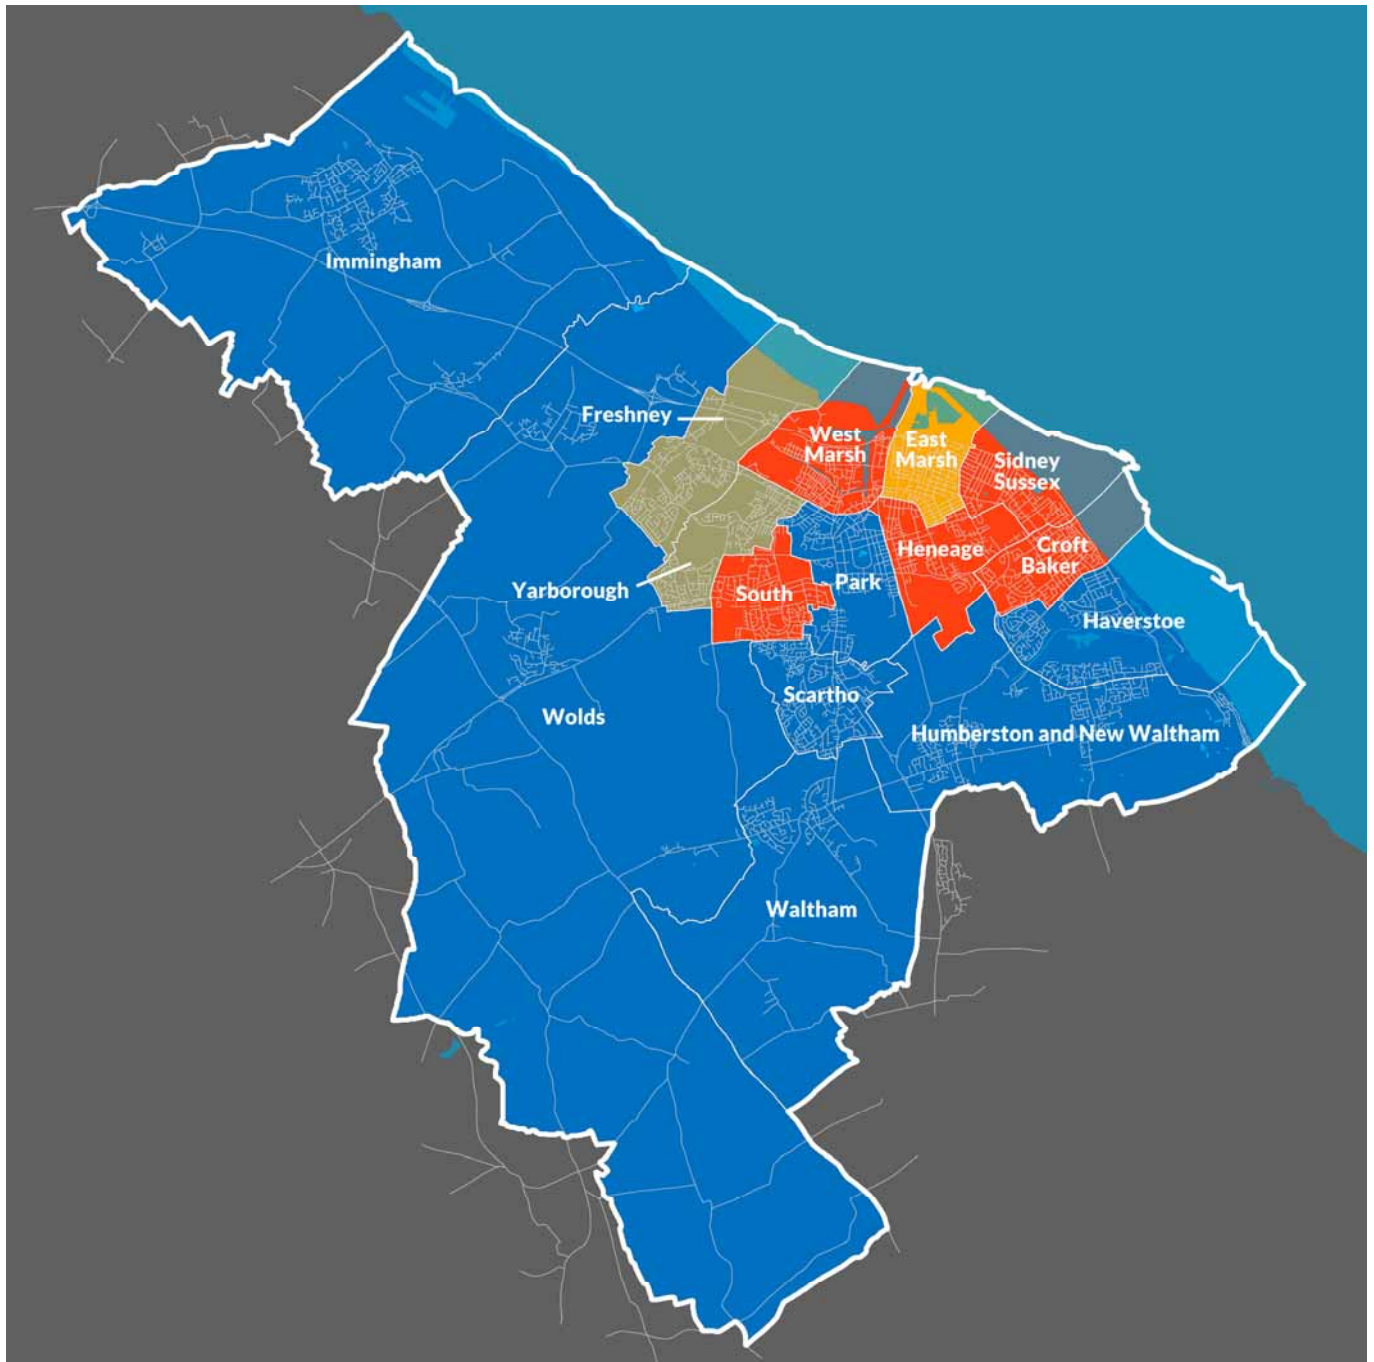 Immingham
Freshney
West
Marsh
East
Marsh
Sidney
Sussex
Heneage
Croft
Baker
Yarborough
South
Park
Haverstoe
Scartho
Wolds
Humberston and New Waltham
Waltham